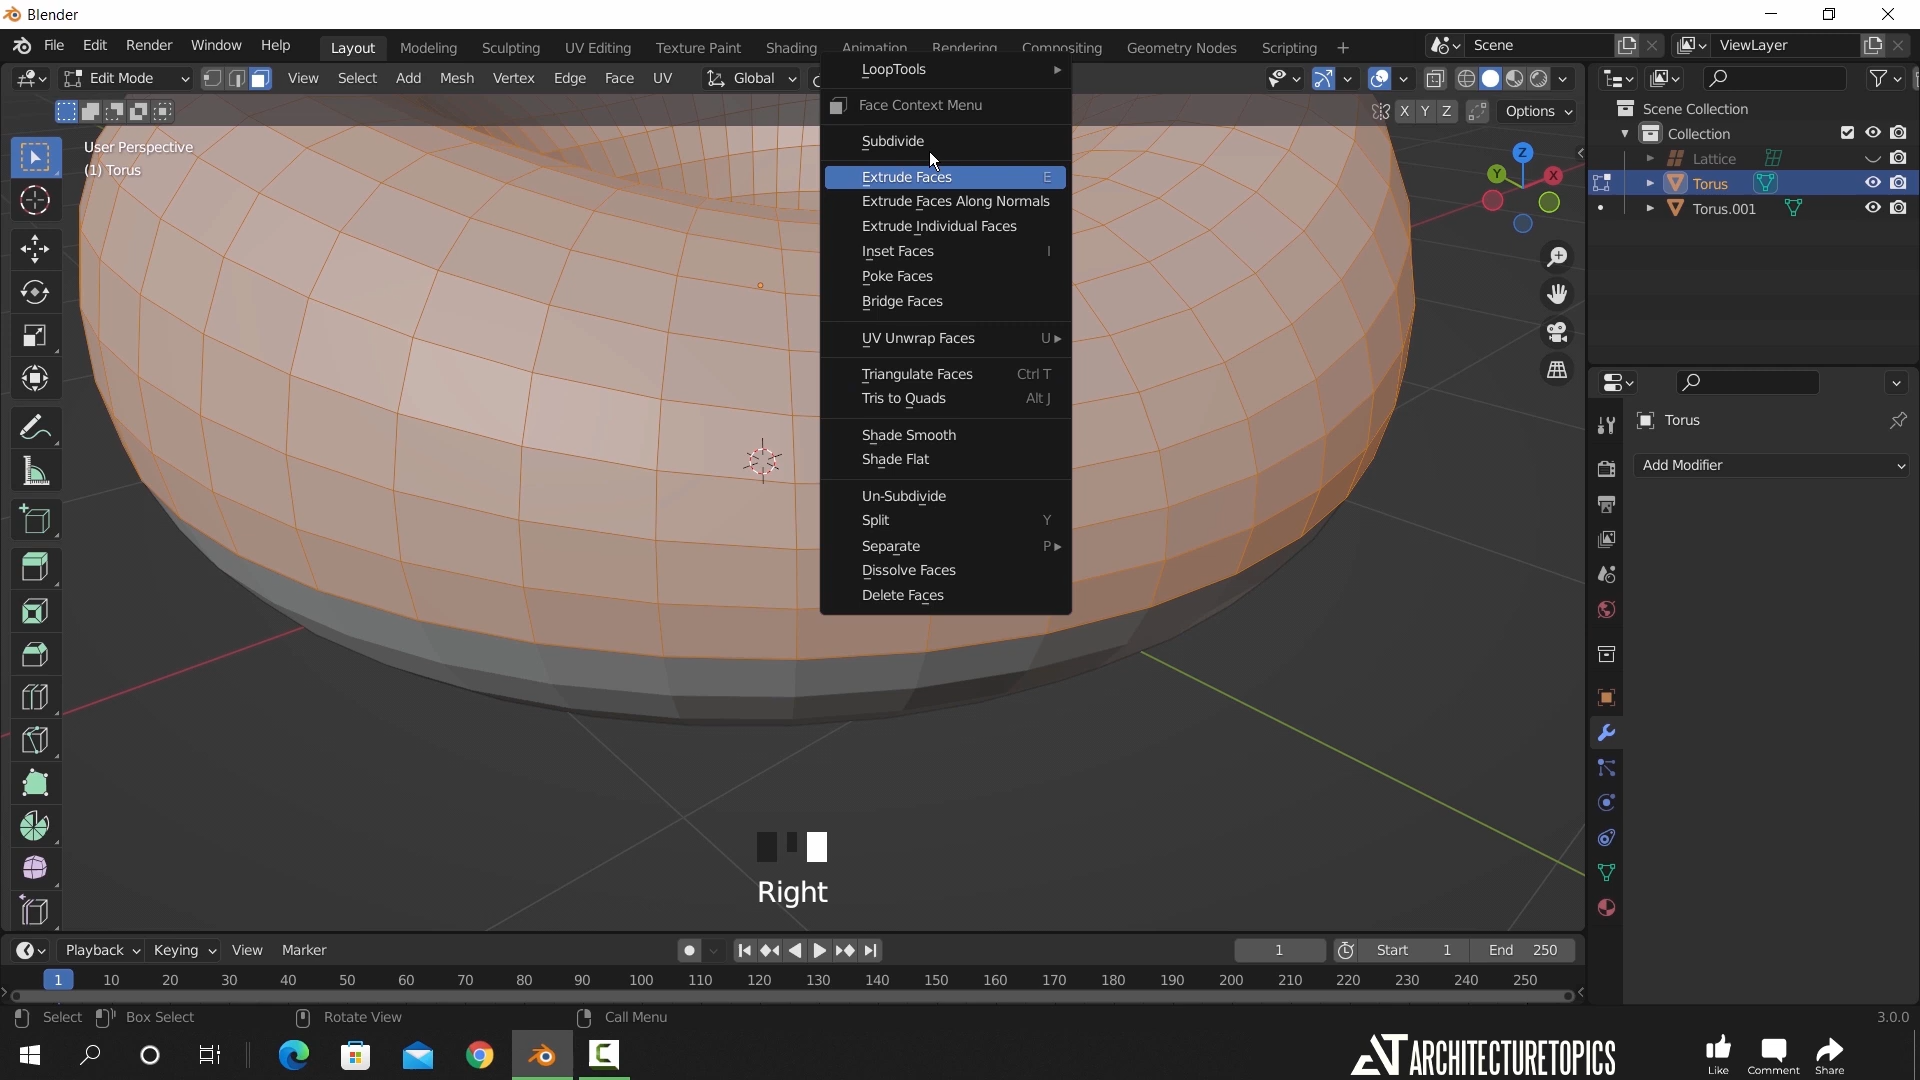 Blender
File Edit Render Window Help Layout Modeling Sculpting UV Editing Texture Paint Shading Animation Rendering Compositing Geometry Nodes Scripting + Scene ViewLayer
Edit Mode View Select Add Mesh Vertex Edge Face UV Global
X Y Z Options
User Perspective
(1) Torus
LoopTools
Face Context Menu
Subdivide
Extrude Faces E
Extrude Faces Along Normals
Extrude Individual Faces
Inset Faces I
Poke Faces
Bridge Faces
UV Unwrap Faces U
Triangulate Faces Ctrl T
Tris to Quads Alt J
Shade Smooth
Shade Flat
Un-Subdivide
Split Y
Separate P
Dissolve Faces
Delete Faces
Z
Y X
Scene Collection
Collection
Lattice
Torus
Torus.001
Torus
Add Modifier
Right
Playback Keying View Marker 1 Start 1 End 250
1 10 20 30 40 50 60 70 80 90 100 110 120 130 140 150 160 170 180 190 200 210 220 230 240 250
Select Box Select Rotate View Call Menu 3.0.0
AT ARCHITECTURETOPICS
Like Comment Share